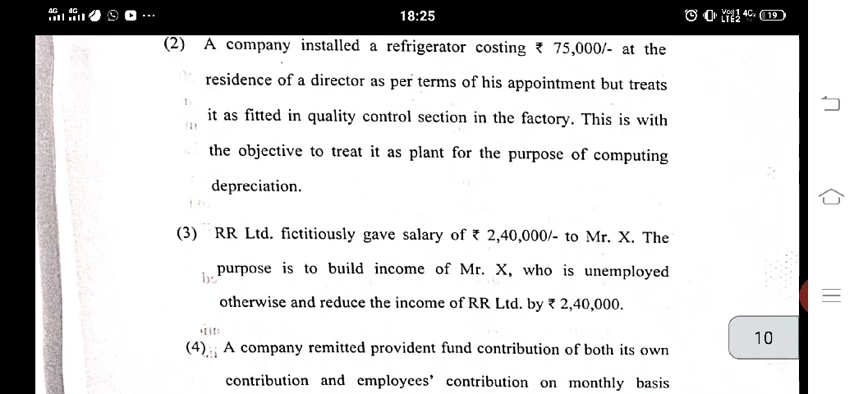 4G 4G ... 18:25 4G 19
(2) A company installed a refrigerator costing ₹ 75,000/- at the
residence of a director as per terms of his appointment but treats
it as fitted in quality control section in the factory. This is with
the objective to treat it as plant for the purpose of computing
depreciation.
(3) RR Ltd. fictitiously gave salary of ₹ 2,40,000/- to Mr. X. The
purpose is to build income of Mr. X, who is unemployed
otherwise and reduce the income of RR Ltd. by ₹ 2,40,000.
10
(4) A company remitted provident fund contribution of both its own
contribution and employees' contribution on monthly basis